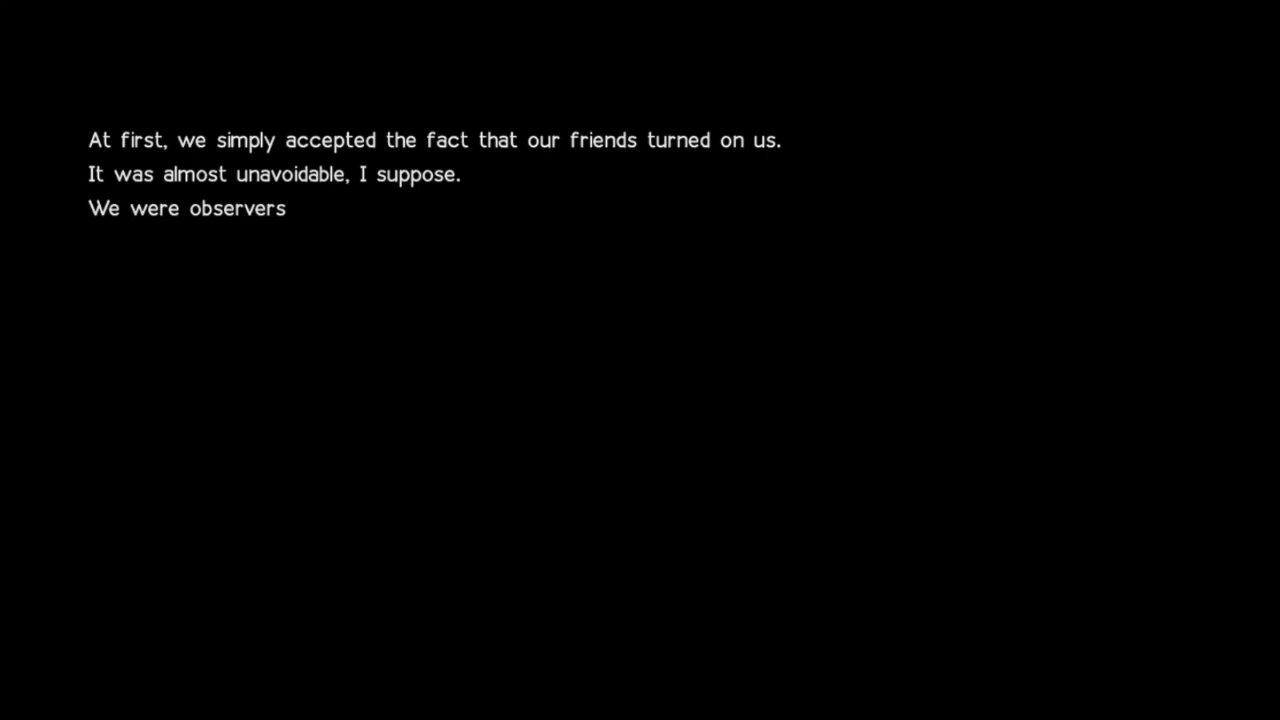 At first, we simply accepted the fact that our friends turned on us.
It was almost unavoidable, I suppose.
We were observers